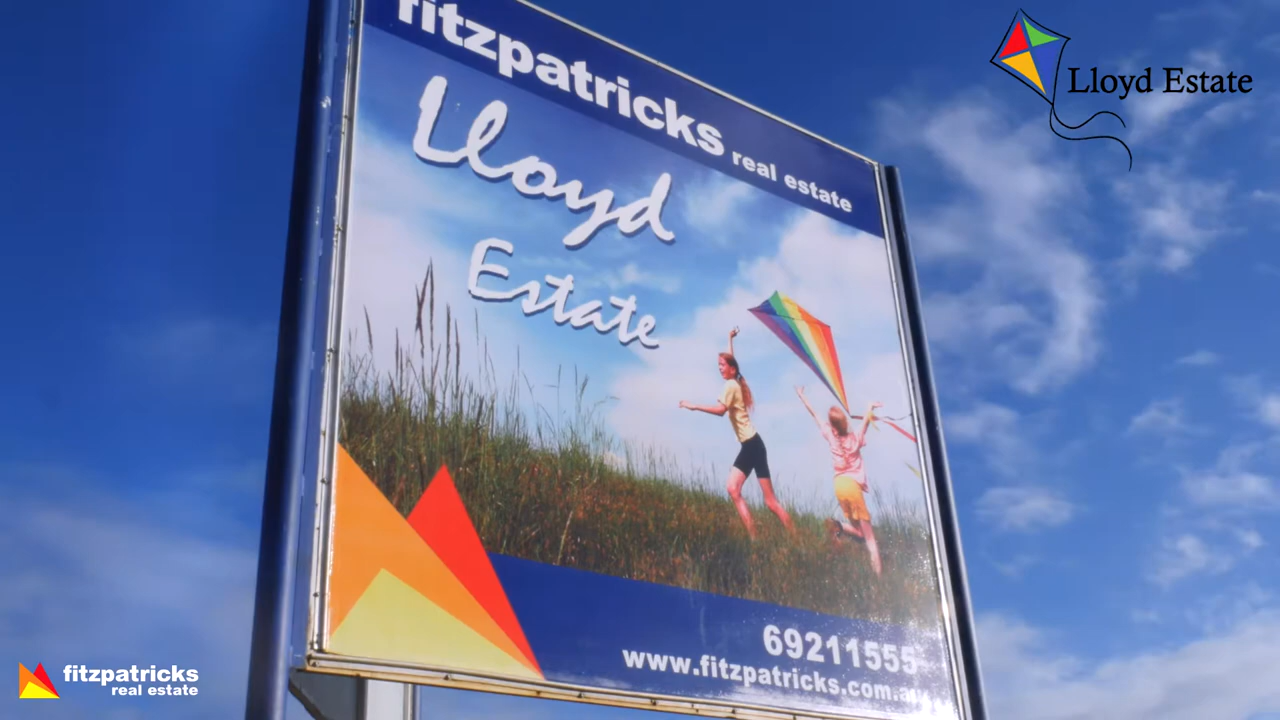 fitzpatricks real estate
Lloyd
Estate
69211555
www.fitzpatricks.com.au
Lloyd Estate
fitzpatricks
real estate